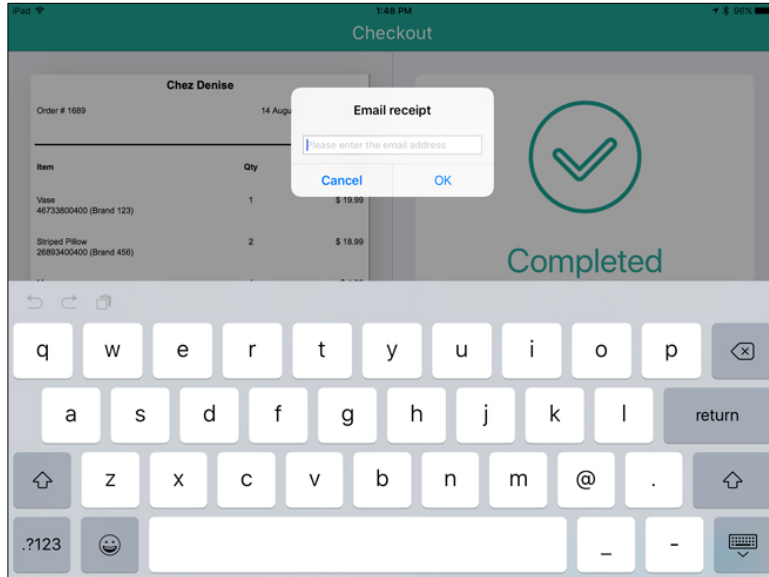 iPad 1:48 PM 96%
Checkout
Chez Denise
Order # 1689 14 Augu
Email receipt
Please enter the email address
Cancel OK
Item Qty
Vase 1 $ 19.99
46733800400 (Brand 123)
Striped Pillow 2 $ 18.99
26893400400 (Brand 456)
Completed
q w e r t y u i o p
a s d f g h j k l return
z x c v b n m @ .
.?123 _ -